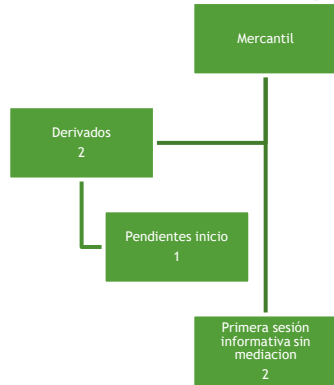 Mercantil
Derivados
2
Pendientes inicio
1
Primera sesión
informativa sin
mediacion
2